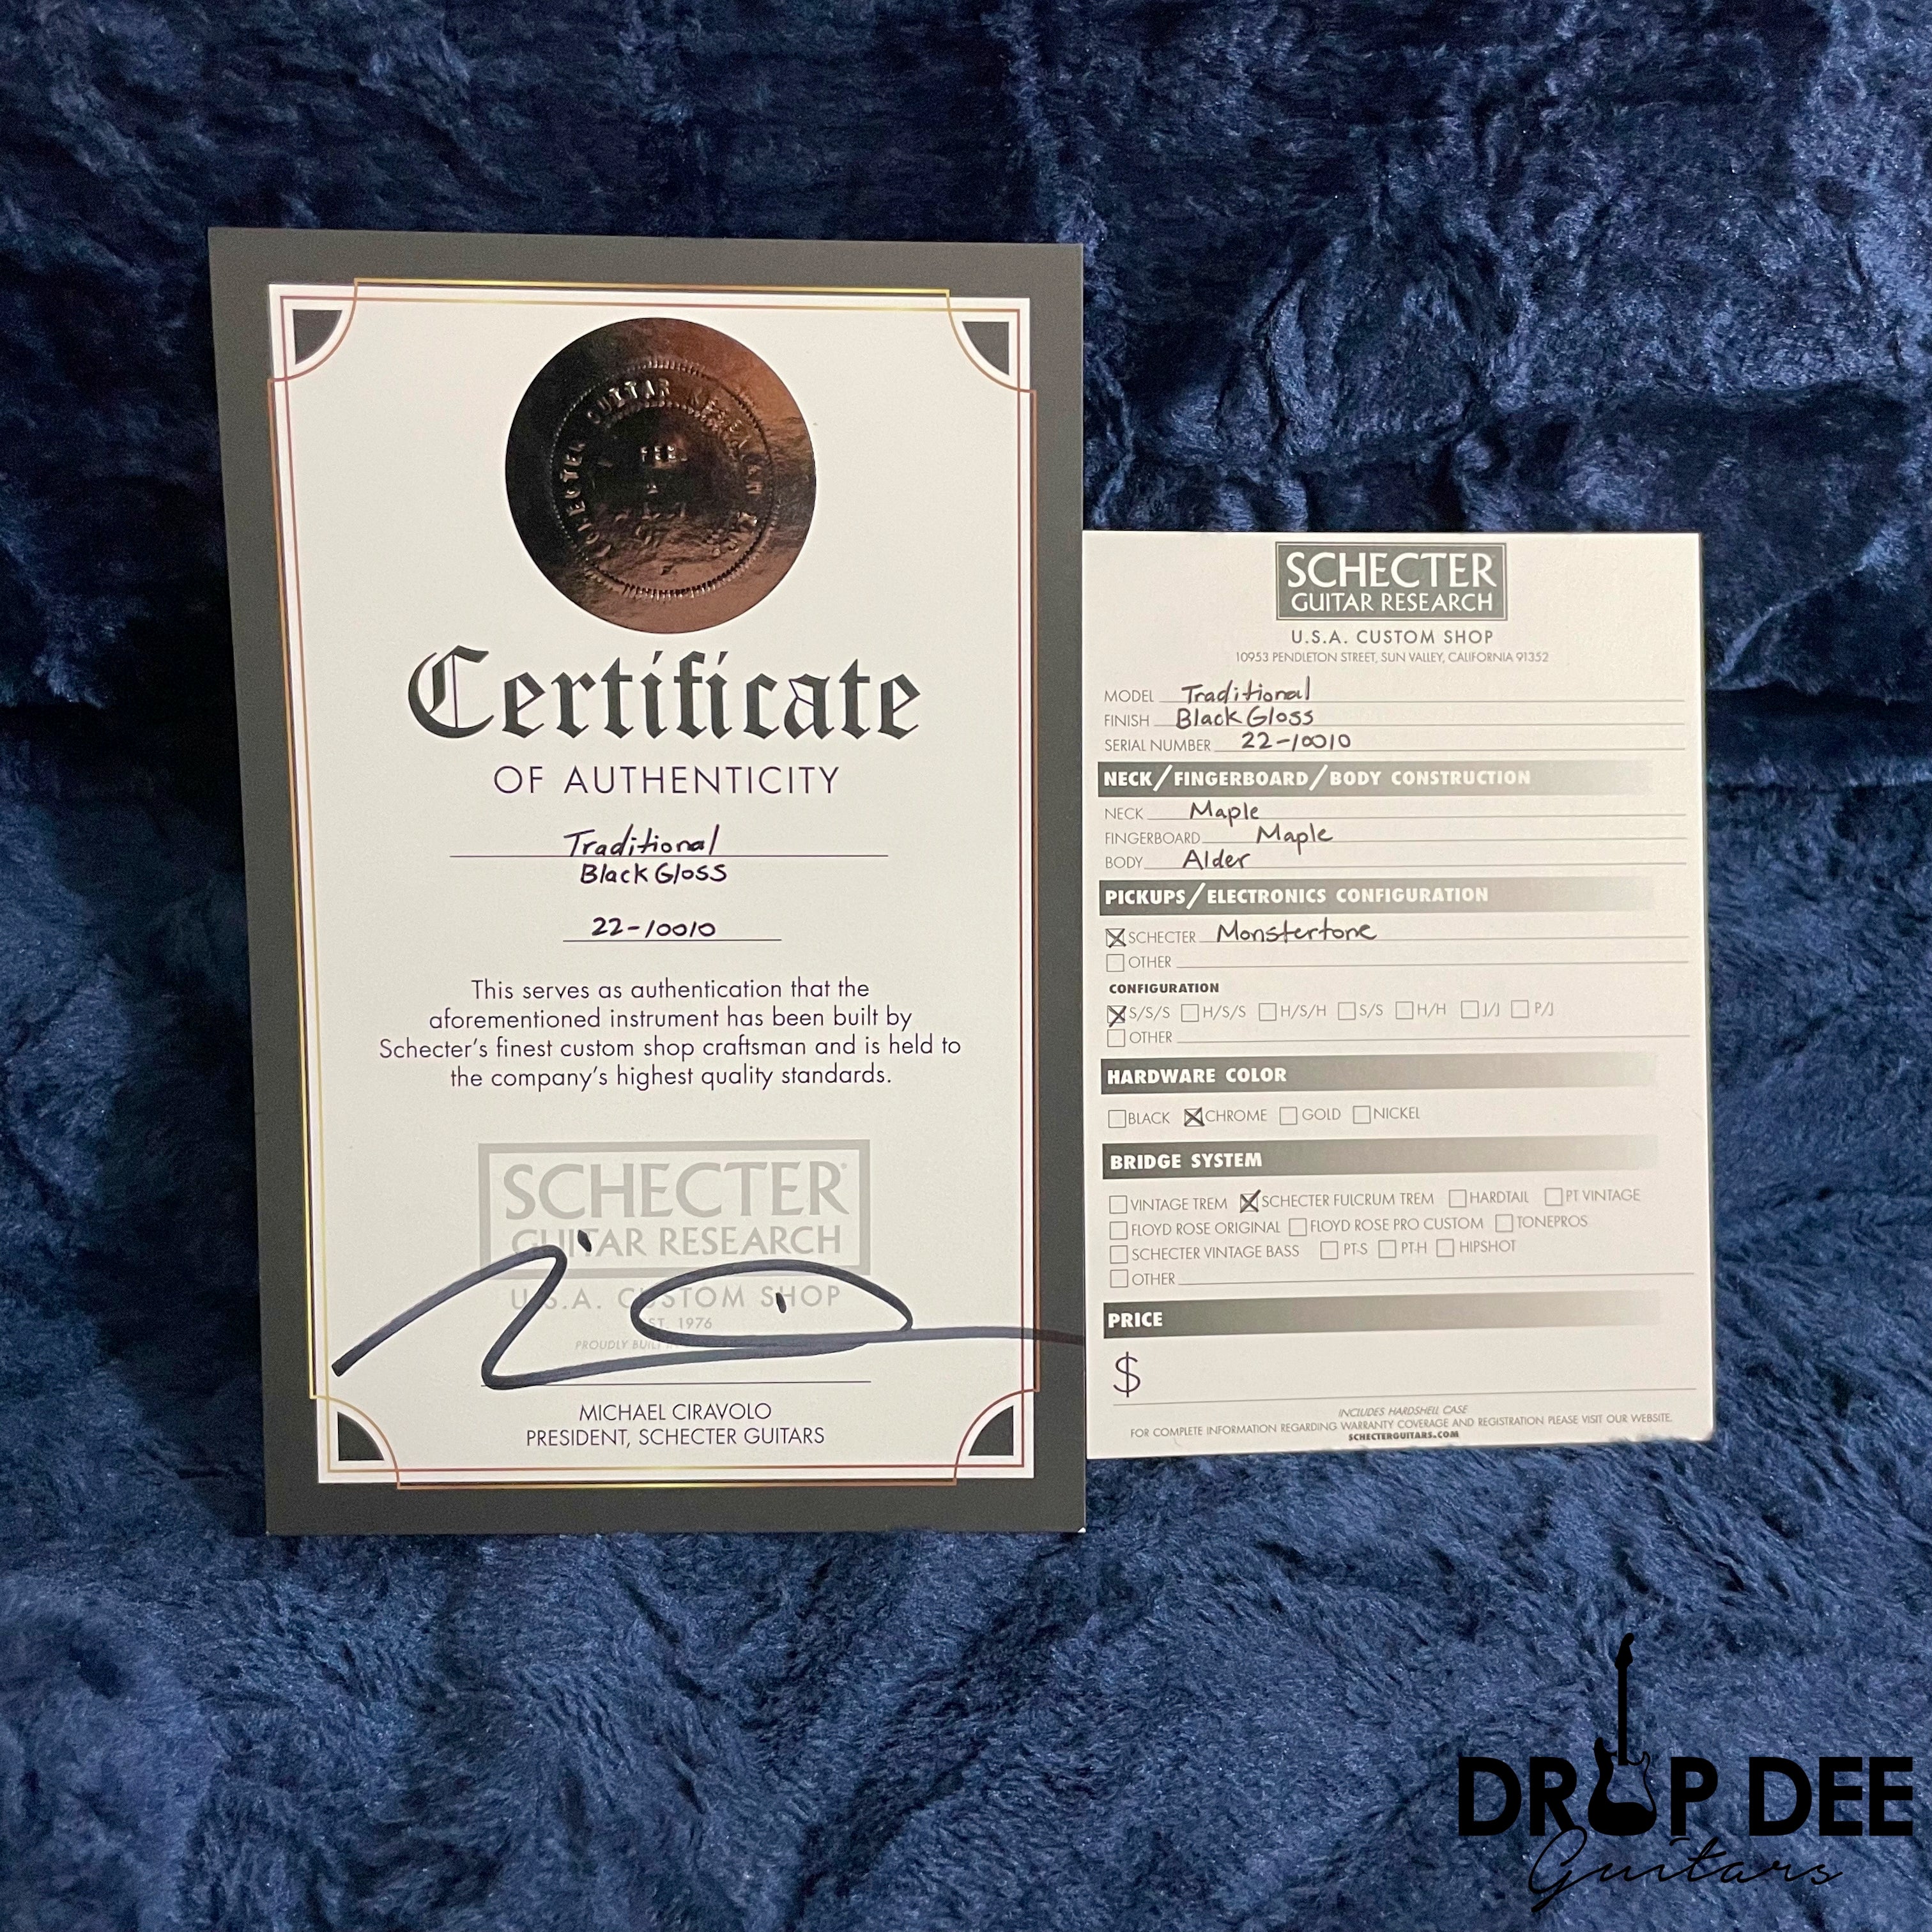 SCHECTER GUITAR
Certificate
OF AUTHENTICITY
Traditional
Black Gloss
22-10010
This serves as authentication that the
aforementioned instrument has been built by
Schecter's finest custom shop craftsman and is held to
the company's highest quality standards.
SCHECTER
GUITAR RESEARCH
U.S.A. CUSTOM SHOP
EST. 1976
PROUDLY BUILT
MICHAEL CIRAVOLO
PRESIDENT, SCHECTER GUITARS
SCHECTER
GUITAR RESEARCH
U.S.A. CUSTOM SHOP
10953 PENDLETON STREET, SUN VALLEY, CALIFORNIA 91352
MODEL Traditional
FINISH Black Gloss
SERIAL NUMBER 22-10010
NECK/FINGERBOARD/BODY CONSTRUCTION
NECK Maple
FINGERBOARD Maple
BODY Alder
PICKUPS/ELECTRONICS CONFIGURATION
SCHECTER Monstertone
OTHER
CONFIGURATION
S/S/S H/S/S H/S/H S/S H/H J/J P/J
OTHER
HARDWARE COLOR
BLACK CHROME GOLD NICKEL
BRIDGE SYSTEM
VINTAGE TREM SCHECTER FULCRUM TREM HARDTAIL PT VINTAGE
FLOYD ROSE ORIGINAL FLOYD ROSE PRO CUSTOM TONEPROS
SCHECTER VINTAGE BASS PT-S PT-H HIPSHOT
OTHER
PRICE
$
INCLUDES HARDSHELL CASE
FOR COMPLETE INFORMATION REGARDING WARRANTY COVERAGE AND REGISTRATION PLEASE VISIT OUR WEBSITE.
SCHECTERGUITARS.COM
DROP DEE
Guitars